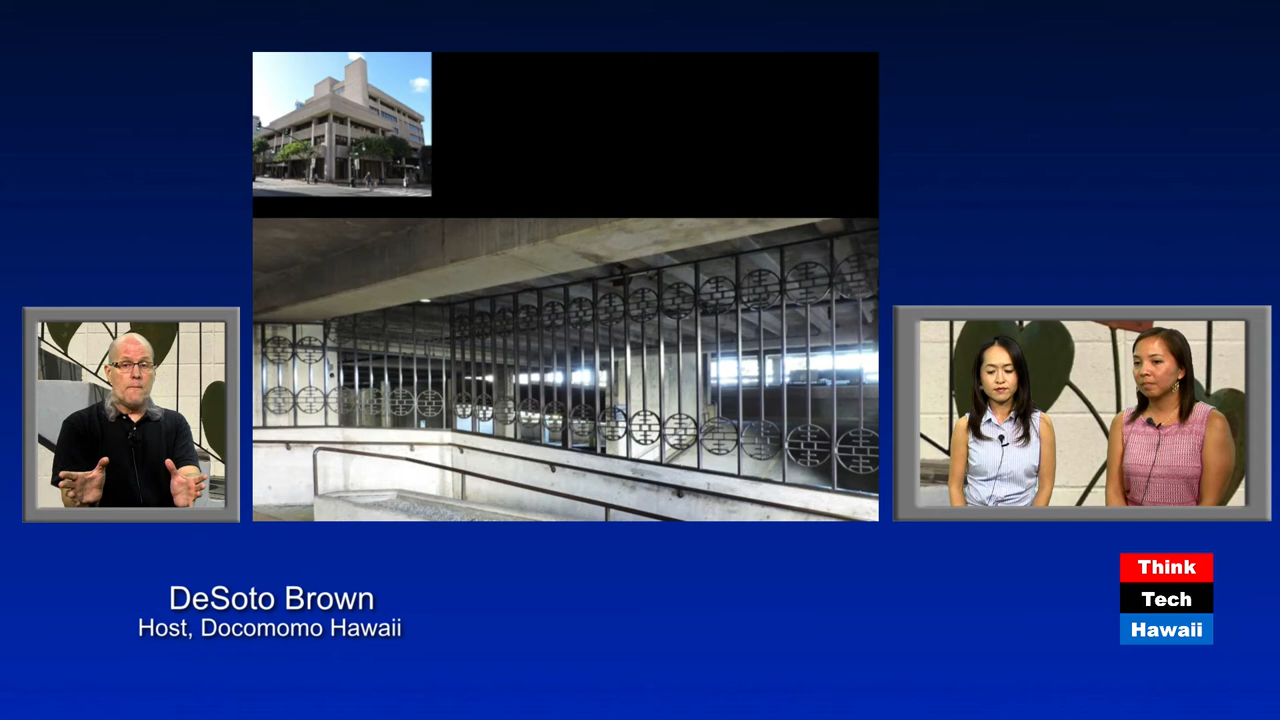 DeSoto Brown
Host, Docomomo Hawaii
Think
Tech
Hawaii